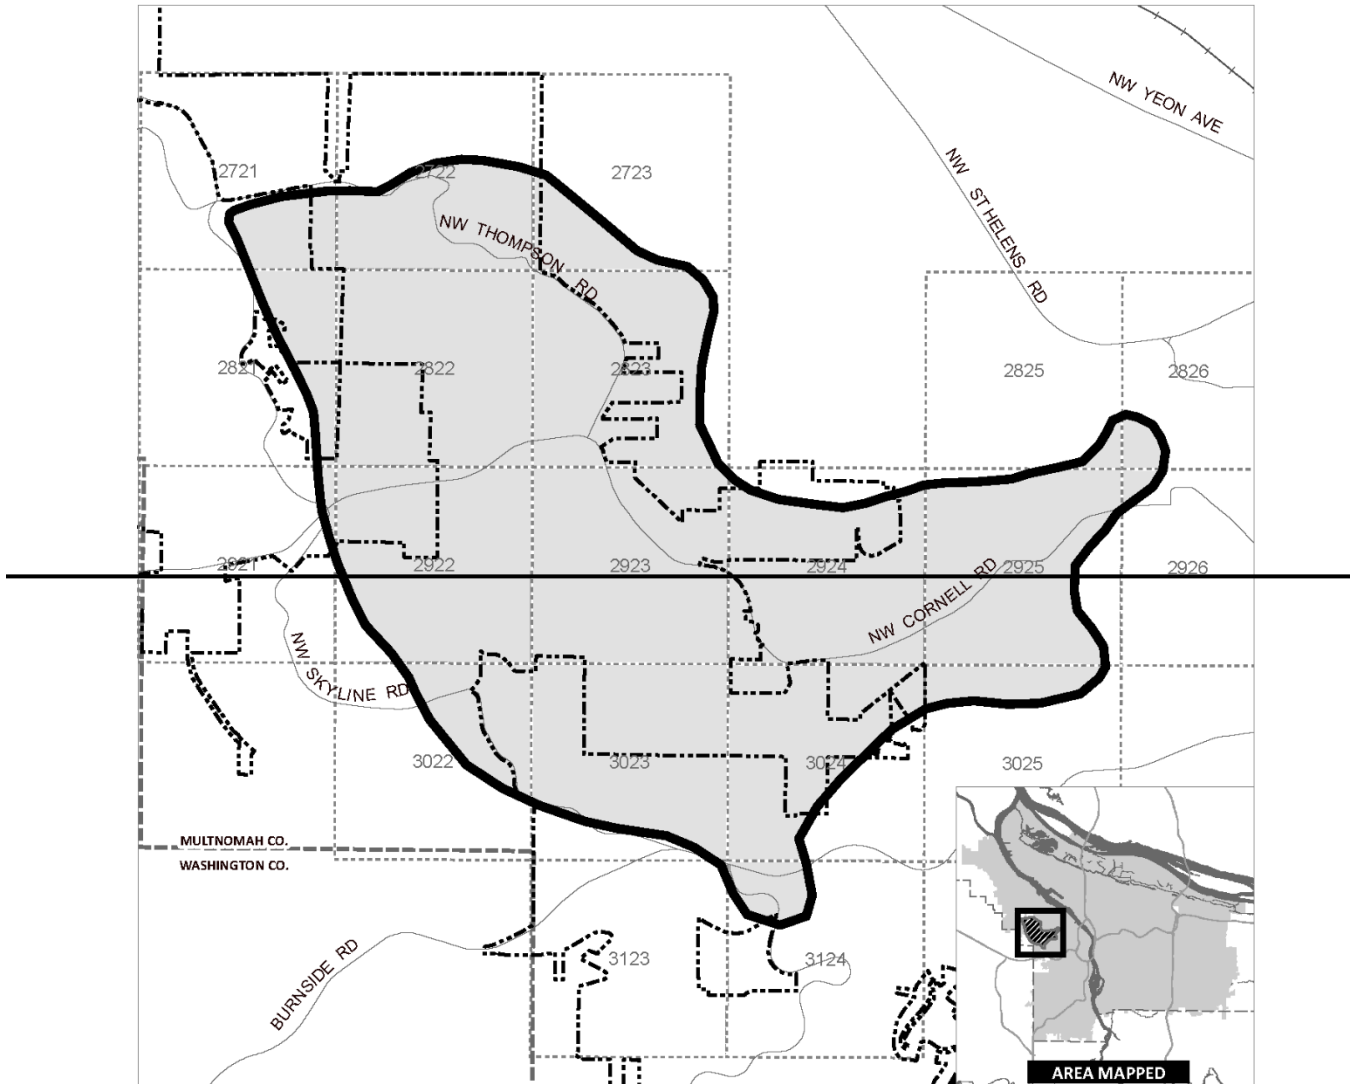 NW YEON AVE
NW ST HELENS RD
2721
2722
2723
NW THOMPSON RD
2821
2822
2823
2825
2826
2921
2922
2923
2924
2925
2926
NW CORNELL RD
NW SKYLINE RD
3022
3023
3024
3025
MULTNOMAH CO.
WASHINGTON CO.
BURNSIDE RD
3123
3124
AREA MAPPED